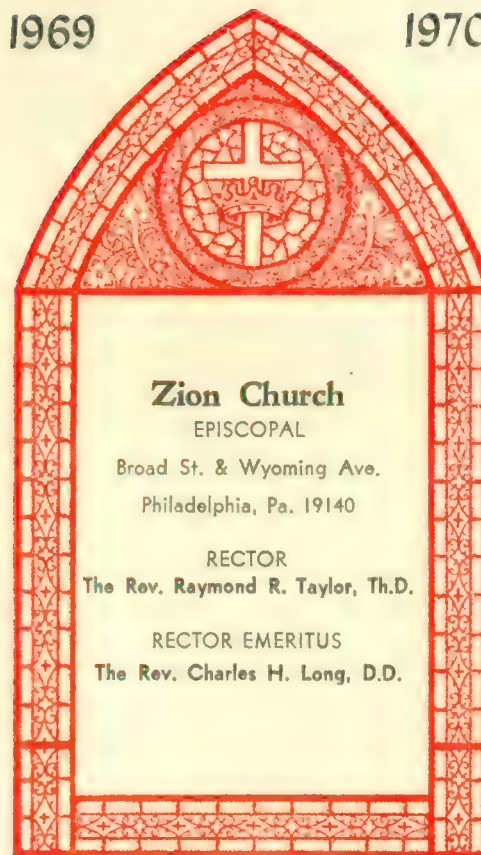 1969 1970
Zion Church
EPISCOPAL
Broad St. & Wyoming Ave.
Philadelphia, Pa. 19140
RECTOR
The Rev. Raymond R. Taylor, Th.D.
RECTOR EMERITUS
The Rev. Charles H. Long, D.D.